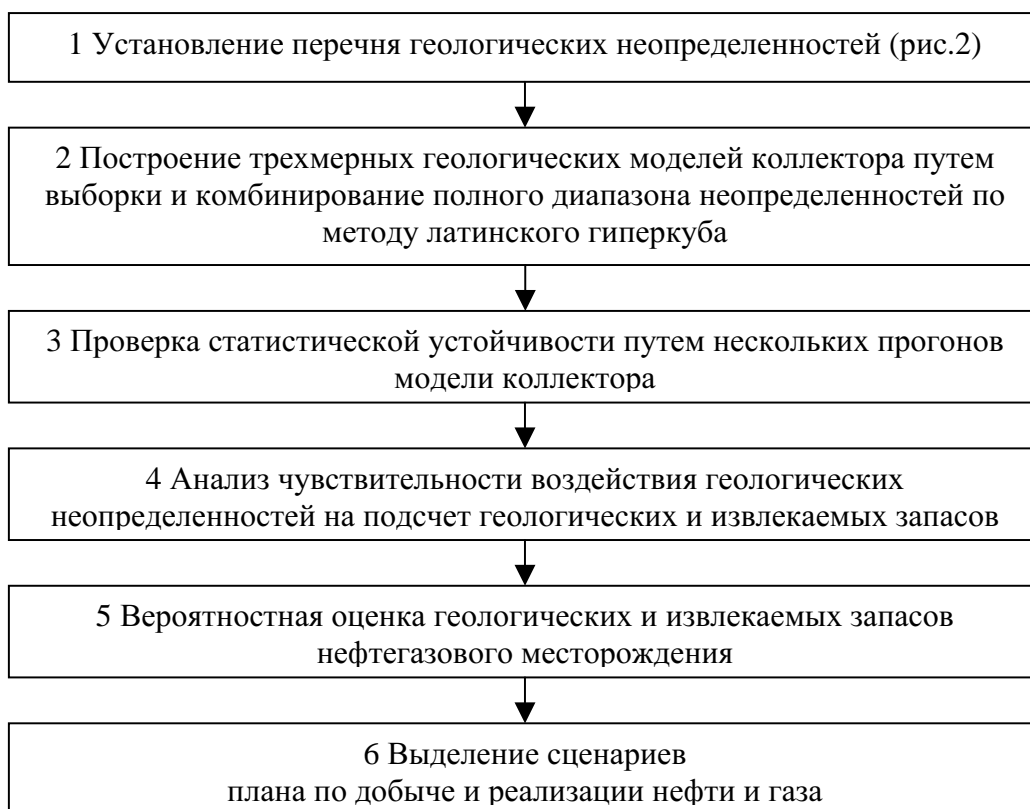 1 Установление перечня геологических неопределенностей (рис.2)
2 Построение трехмерных геологических моделей коллектора путем
выборки и комбинирование полного диапазона неопределенностей по
методу латинского гиперкуба
3 Проверка статистической устойчивости путем нескольких прогонов
модели коллектора
4 Анализ чувствительности воздействия геологических
неопределенностей на подсчет геологических и извлекаемых запасов
5 Вероятностная оценка геологических и извлекаемых запасов
нефтегазового месторождения
6 Выделение сценариев
плана по добыче и реализации нефти и газа